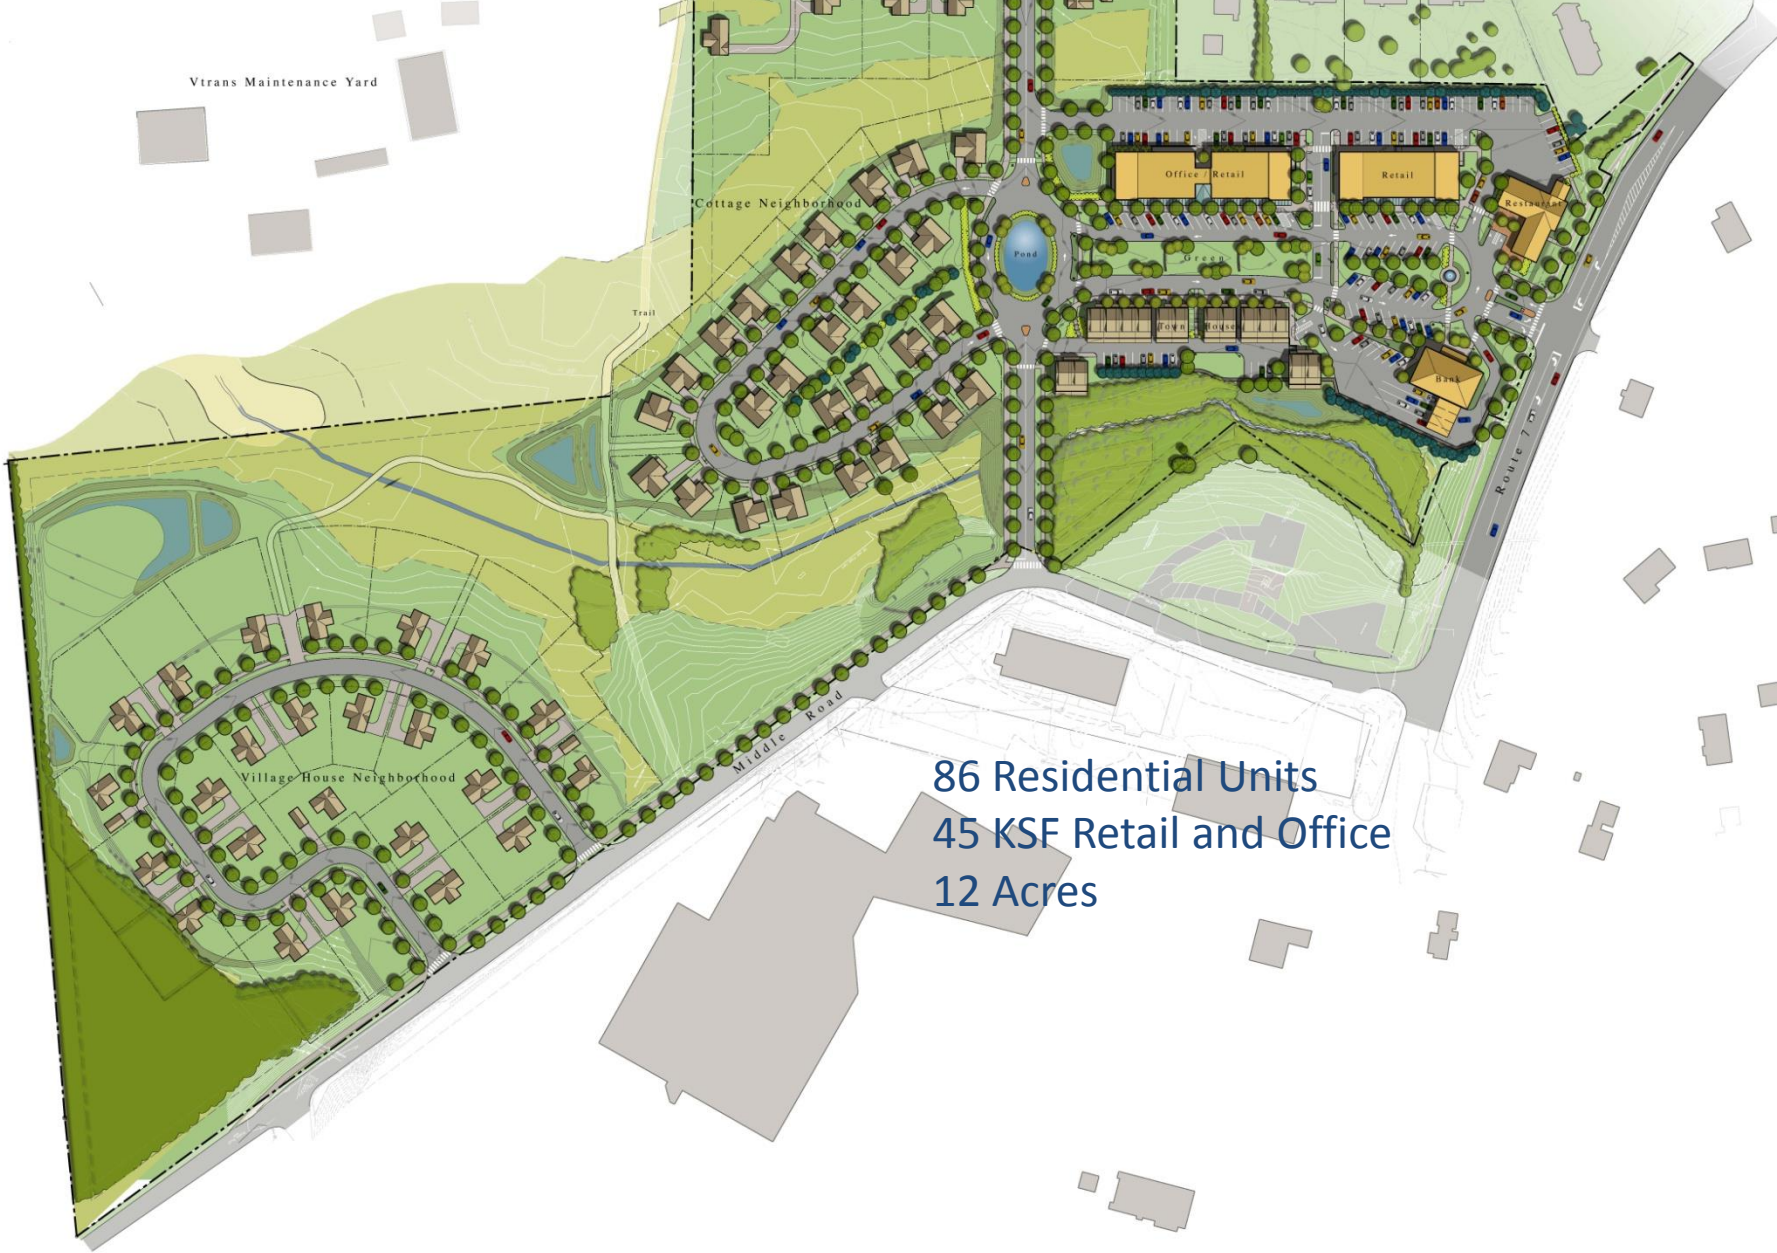 Vtrans Maintenance Yard
Office / Retail
Retail
Cottage Neighborhood
Restaurant
Pond
Green
Trail
Town Houses
Bank
Route 7
Middle Road
Village House Neighborhood
86 Residential Units
45 KSF Retail and Office
12 Acres